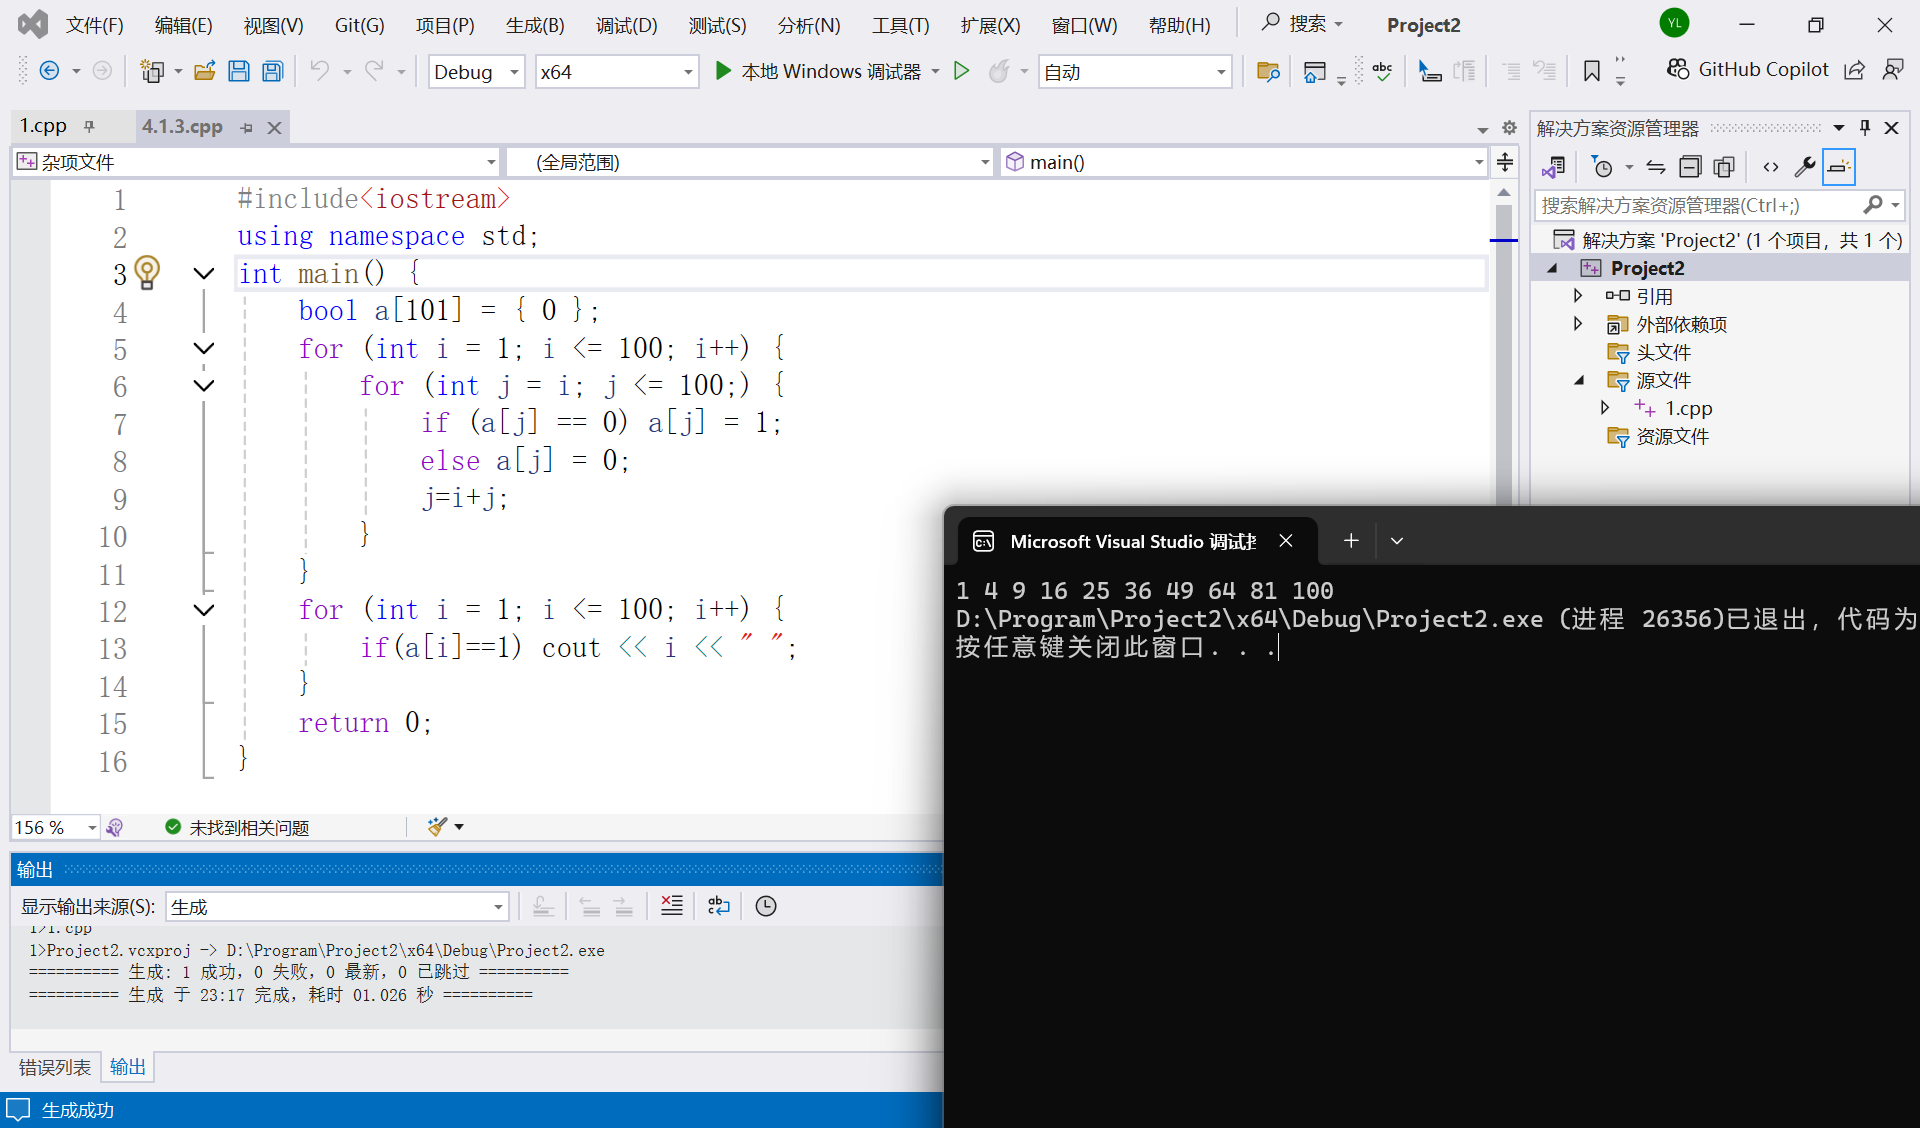 文件(F) 编辑(E) 视图(V) Git(G) 项目(P) 生成(B) 调试(D) 测试(S) 分析(N) 工具(T) 扩展(X) 窗口(W) 帮助(H) 搜索 Project2 YL
Debug x64 本地 Windows 调试器 自动 abc GitHub Copilot
1.cpp 4.1.3.cpp
杂项文件 (全局范围) main()
1 #include<iostream>
2 using namespace std;
3 int main() {
4 bool a[101] = { 0 };
5 for (int i = 1; i <= 100; i++) {
6 for (int j = i; j <= 100;) {
7 if (a[j] == 0) a[j] = 1;
8 else a[j] = 0;
9 j=i+j;
10 }
11 }
12 for (int i = 1; i <= 100; i++) {
13 if(a[i]==1) cout << i << " ";
14 }
15 return 0;
16 }
156 % 未找到相关问题
输出
显示输出来源(S): 生成
1>1.cpp
1>Project2.vcxproj -> D:\Program\Project2\x64\Debug\Project2.exe
========== 生成: 1 成功，0 失败，0 最新，0 已跳过 ==========
========== 生成 于 23:17 完成，耗时 01.026 秒 ==========
错误列表 输出
生成成功
解决方案资源管理器
搜索解决方案资源管理器(Ctrl+;)
解决方案 'Project2' (1 个项目，共 1 个)
Project2
引用
外部依赖项
头文件
源文件
1.cpp
资源文件
Microsoft Visual Studio 调试
1 4 9 16 25 36 49 64 81 100
D:\Program\Project2\x64\Debug\Project2.exe (进程 26356)已退出，代码为
按任意键关闭此窗口. . .